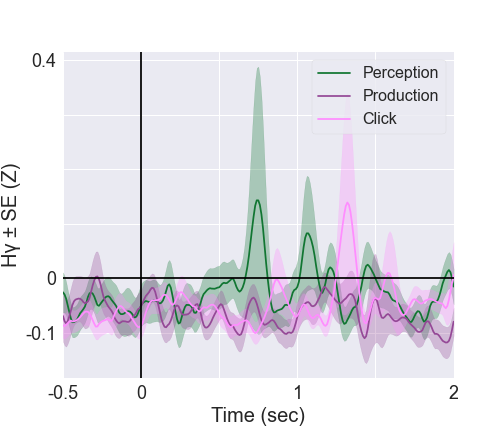 0.4
Perception
Production
Click
Hγ ± SE (Z)
0
-0.1
-0.5
0
1
2
Time (sec)